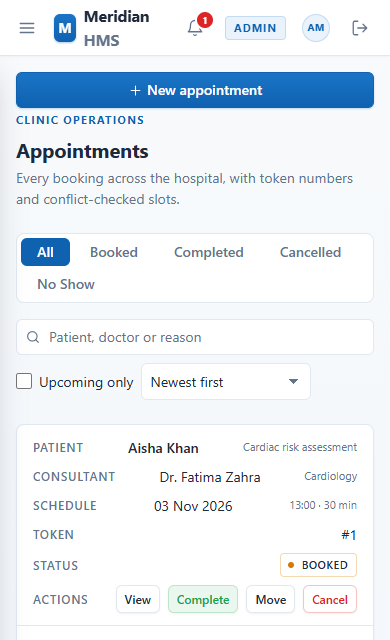 M
Meridian
HMS
1
ADMIN
AM
+ New appointment
CLINIC OPERATIONS
Appointments
Every booking across the hospital, with token numbers
and conflict-checked slots.
All Booked Completed Cancelled
No Show
Patient, doctor or reason
Upcoming only Newest first
PATIENT Aisha Khan Cardiac risk assessment
CONSULTANT Dr. Fatima Zahra Cardiology
SCHEDULE 03 Nov 2026 13:00 · 30 min
TOKEN #1
STATUS BOOKED
ACTIONS View Complete Move Cancel